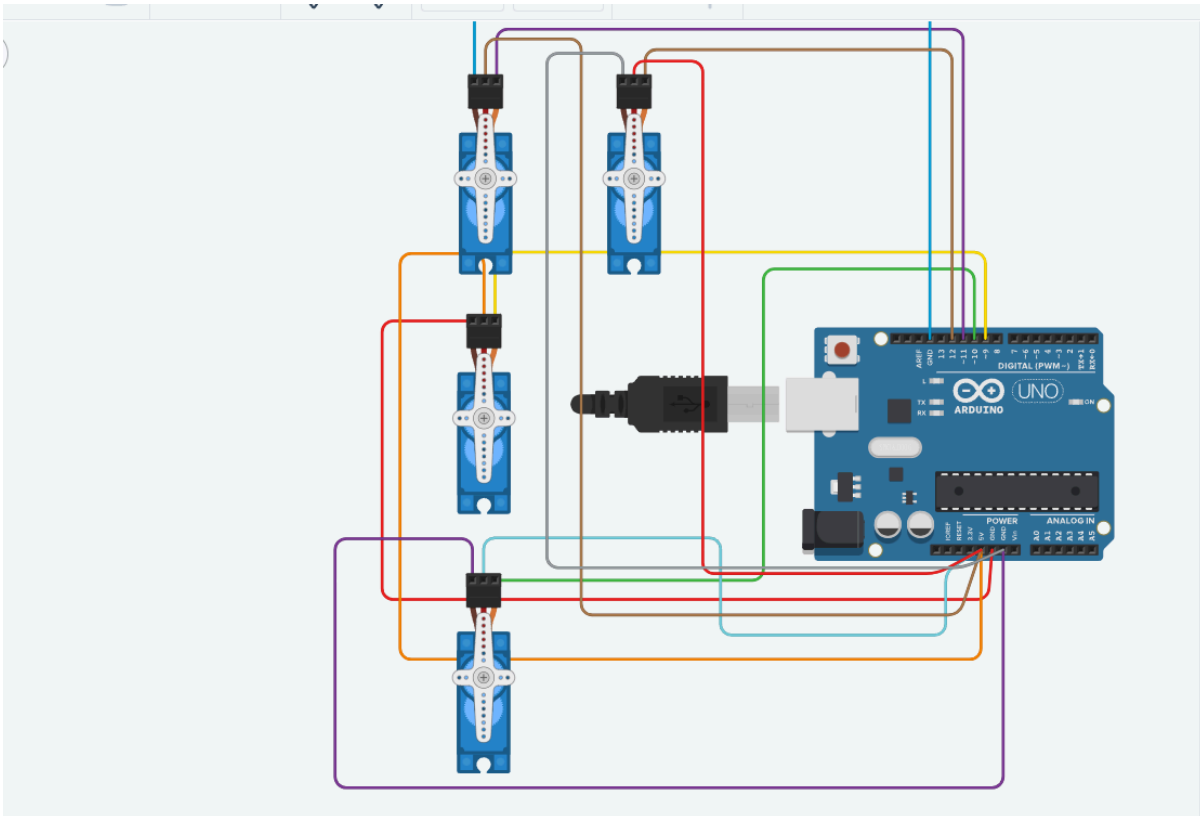 AREF
GND
13
12
~11
~10
~9
8
7
~6
~5
4
~3
2
TX→1
RX←0
DIGITAL (PWM~)
L
TX
RX
UNO
ARDUINO
ON
POWER
ANALOG IN
IOREF
RESET
3.3V
5V
GND
GND
Vin
A0
A1
A2
A3
A4
A5